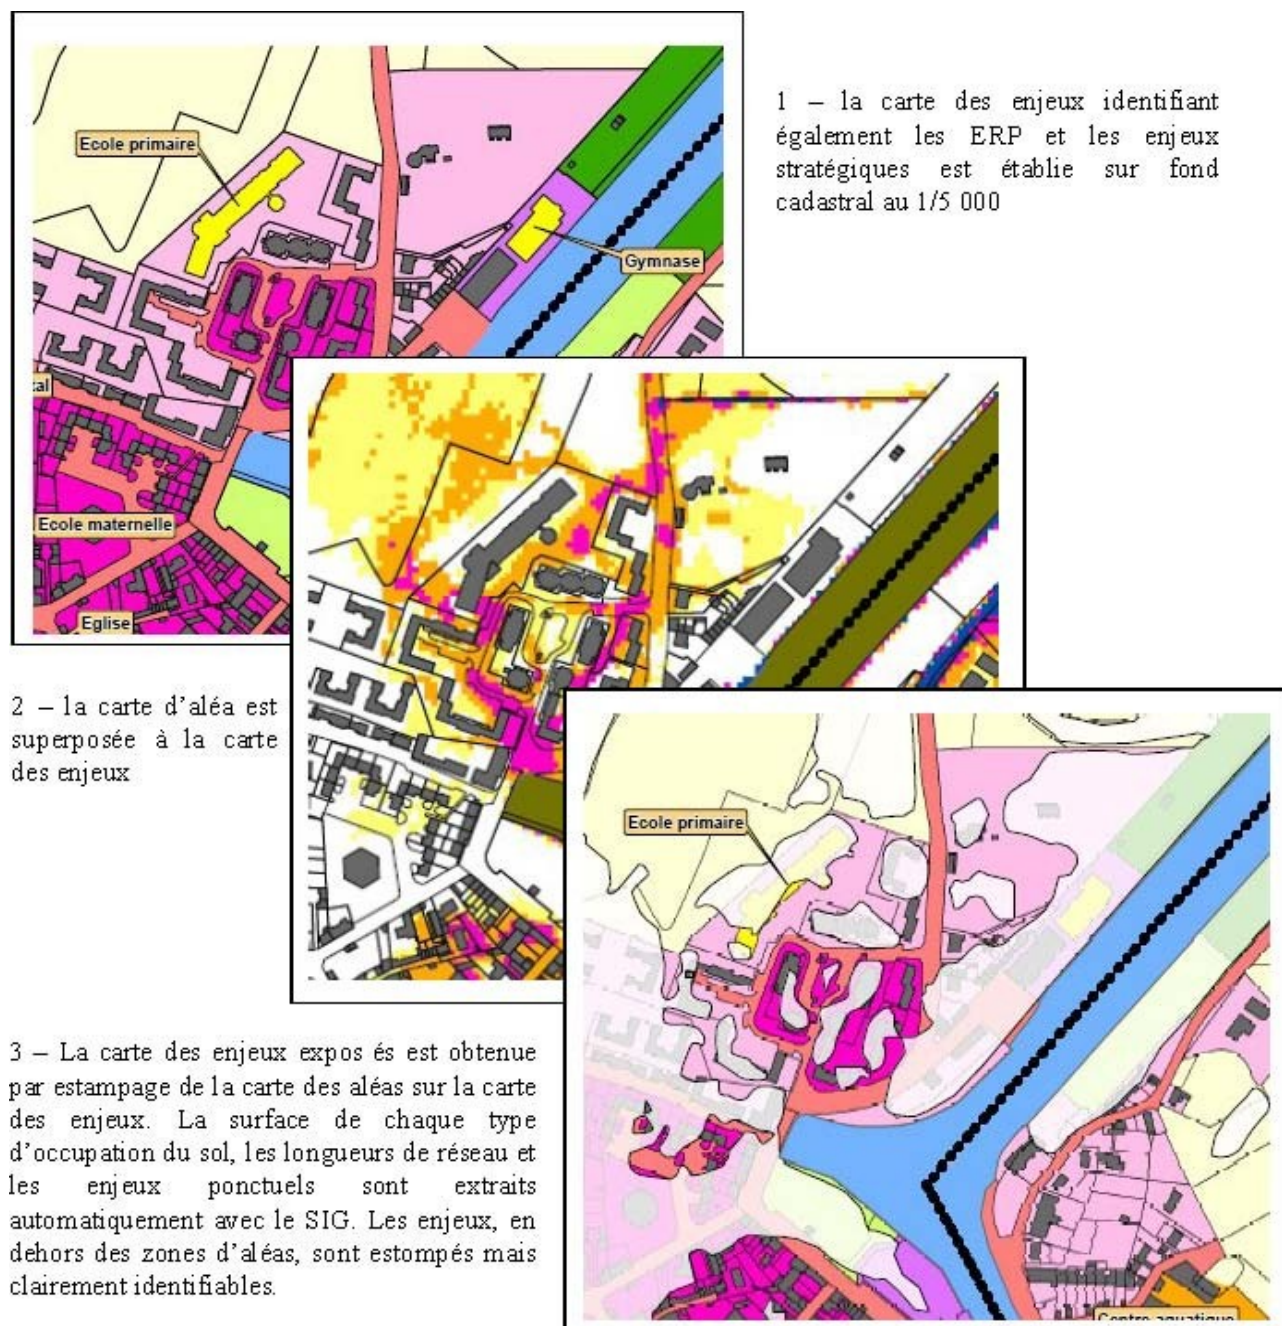 Ecole primaire
Gymnase
tal
Ecole maternelle
Eglise
1 – la carte des enjeux identifiant
également les ERP et les enjeux
stratégiques est établie sur fond
cadastral au 1/5 000
2 – la carte d’aléa est
superposée à la carte
des enjeux
Ecole primaire
Centre aquatique
3 – La carte des enjeux expos és est obtenue
par estampage de la carte des aléas sur la carte
des enjeux. La surface de chaque type
d’occupation du sol, les longueurs de réseau et
les enjeux ponctuels sont extraits
automatiquement avec le SIG. Les enjeux, en
dehors des zones d’aléas, sont estompés mais
clairement identifiables.